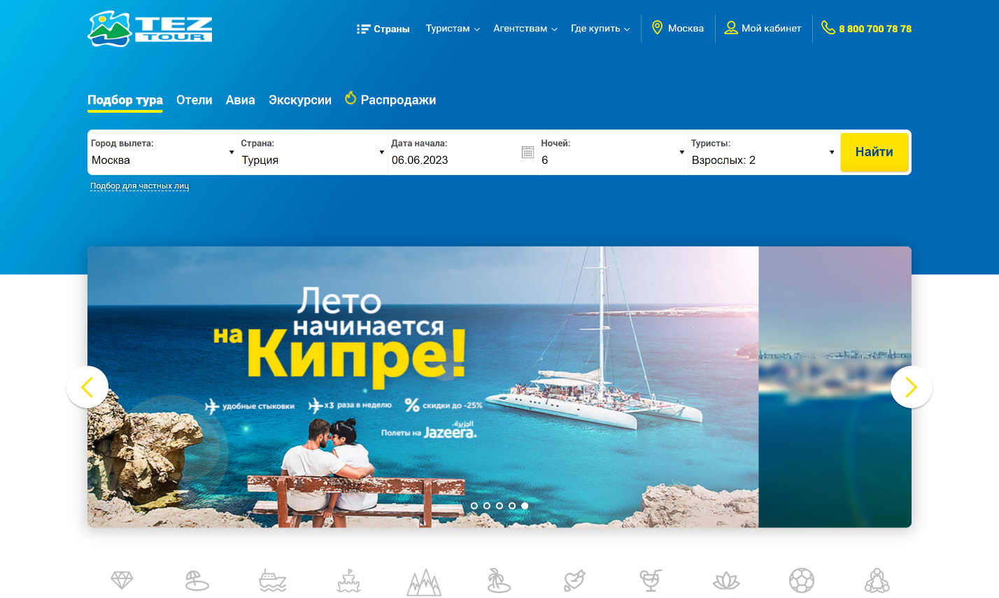 TEZ
TOUR
Страны
Туристам
Агентствам
Где купить
Москва
Мой кабинет
8 800 700 78 78
Подбор тура
Отели
Авиа
Экскурсии
Распродажи
Город вылета:
Москва
Страна:
Турция
Дата начала:
06.06.2023
Ночей:
6
Туристы:
Взрослых: 2
Найти
Подбор для частных лиц
Лето
начинается
на Кипре!
удобные стыковки
x3 раза в неделю
% скидки до -25%
الجزيرة.
Полеты на Jazeera.